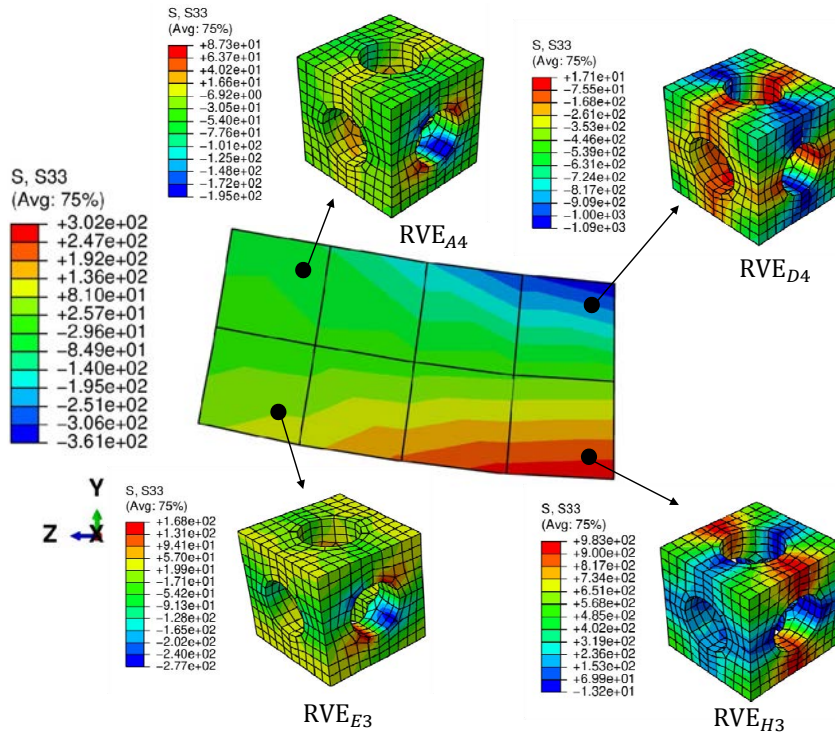 S, S33
(Avg: 75%)
+8.73e+01
+6.37e+01
+4.02e+01
+1.66e+01
−6.92e+00
−3.05e+01
−5.40e+01
−7.76e+01
−1.01e+02
−1.25e+02
−1.48e+02
−1.72e+02
−1.95e+02
RVE_A4
S, S33
(Avg: 75%)
+1.71e+01
−7.55e+01
−1.68e+02
−2.61e+02
−3.53e+02
−4.46e+02
−5.39e+02
−6.31e+02
−7.24e+02
−8.17e+02
−9.09e+02
−1.00e+03
−1.09e+03
RVE_D4
S, S33
(Avg: 75%)
+3.02e+02
+2.47e+02
+1.92e+02
+1.36e+02
+8.10e+01
+2.57e+01
−2.96e+01
−8.49e+01
−1.40e+02
−1.95e+02
−2.51e+02
−3.06e+02
−3.61e+02
Y
Z
X
S, S33
(Avg: 75%)
+1.68e+02
+1.31e+02
+9.41e+01
+5.70e+01
+1.99e+01
−1.71e+01
−5.42e+01
−9.13e+01
−1.28e+02
−1.65e+02
−2.02e+02
−2.40e+02
−2.77e+02
RVE_E3
S, S33
(Avg: 75%)
+9.83e+02
+9.00e+02
+8.17e+02
+7.34e+02
+6.51e+02
+5.68e+02
+4.85e+02
+4.02e+02
+3.19e+02
+2.36e+02
+1.53e+02
+6.99e+01
−1.32e+01
RVE_H3